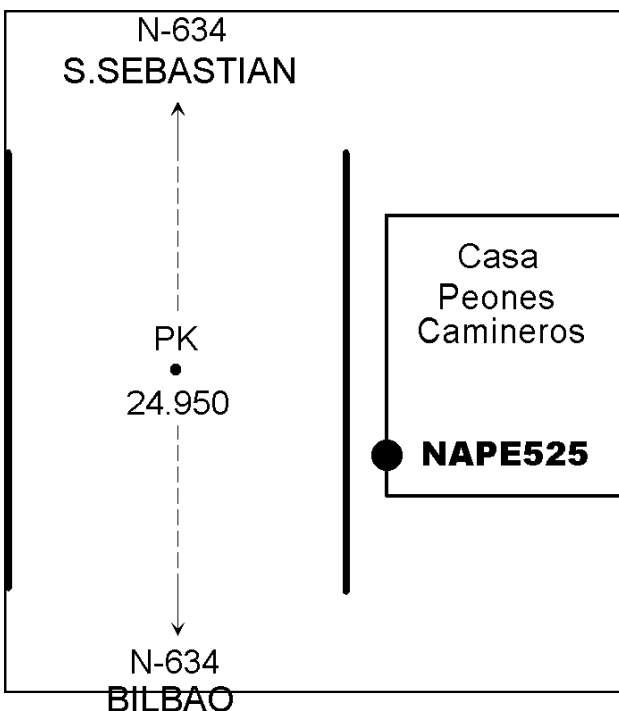 N-634
S.SEBASTIAN
Casa
Peones
Camineros
PK
24.950
NAPE525
N-634
BILBAO